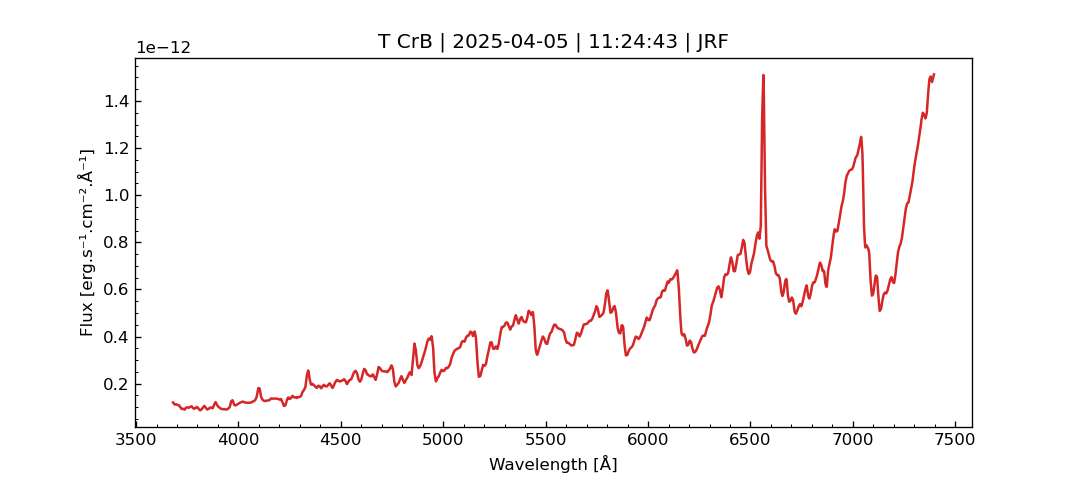 T CrB | 2025-04-05 | 11:24:43 | JRF
1e−12
Flux [erg.s⁻¹.cm⁻².Å⁻¹]
1.4
1.2
1.0
0.8
0.6
0.4
0.2
3500 4000 4500 5000 5500 6000 6500 7000 7500
Wavelength [Å]